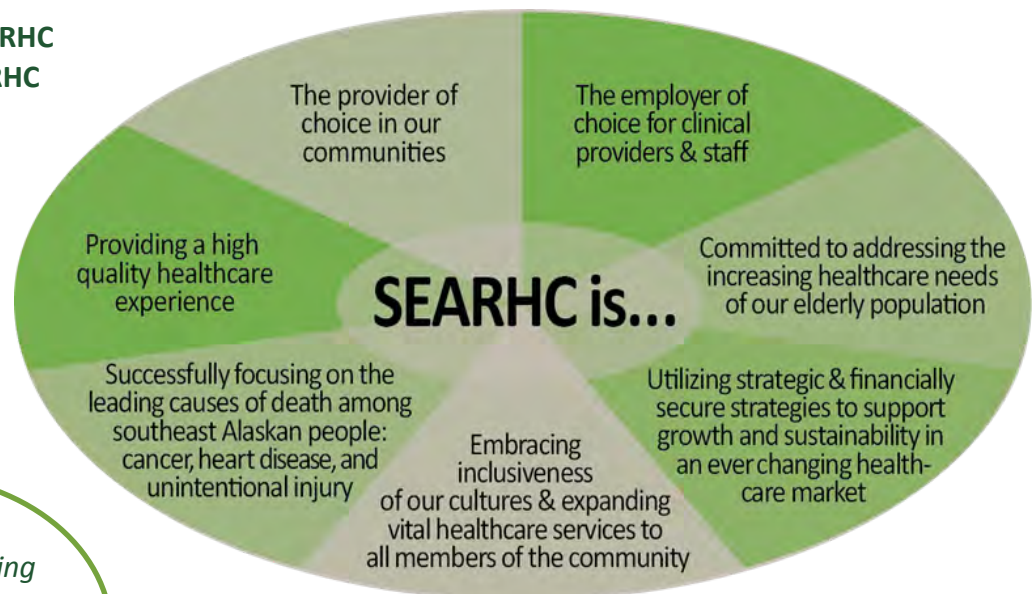 RHC
RHC
The provider of
choice in our
communities
The employer of
choice for clinical
providers & staff
Providing a high
quality healthcare
experience
SEARHC is...
Committed to addressing the
increasing healthcare needs
of our elderly population
Successfully focusing on the
leading causes of death among
southeast Alaskan people:
cancer, heart disease, and
unintentional injury
Embracing
inclusiveness
of our cultures & expanding
vital healthcare services to
all members of the community
Utilizing strategic & financially
secure strategies to support
growth and sustainability in
an ever changing health-
care market
ing